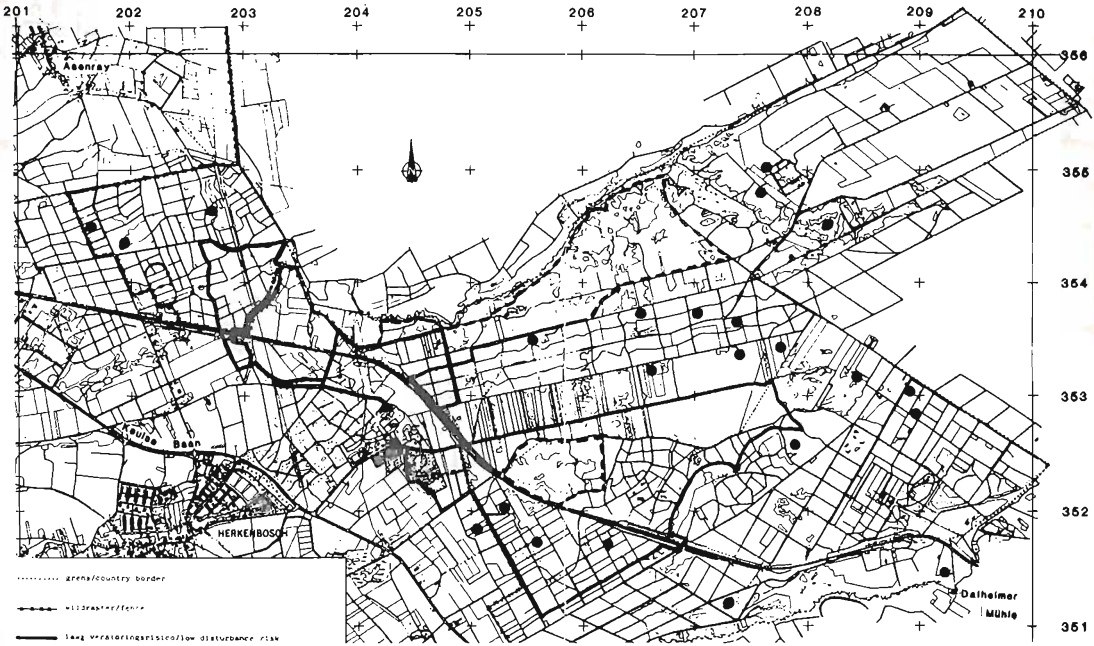 201 202 203 204 205 206 207 208 209 210
356
Asenray
355
N
354
353
Baan
352
HERKENBOSCH
grens/country border
wildraster/fence
Dalheimer
Mühle
351
laag verstoringsrisico/low disturbance risk